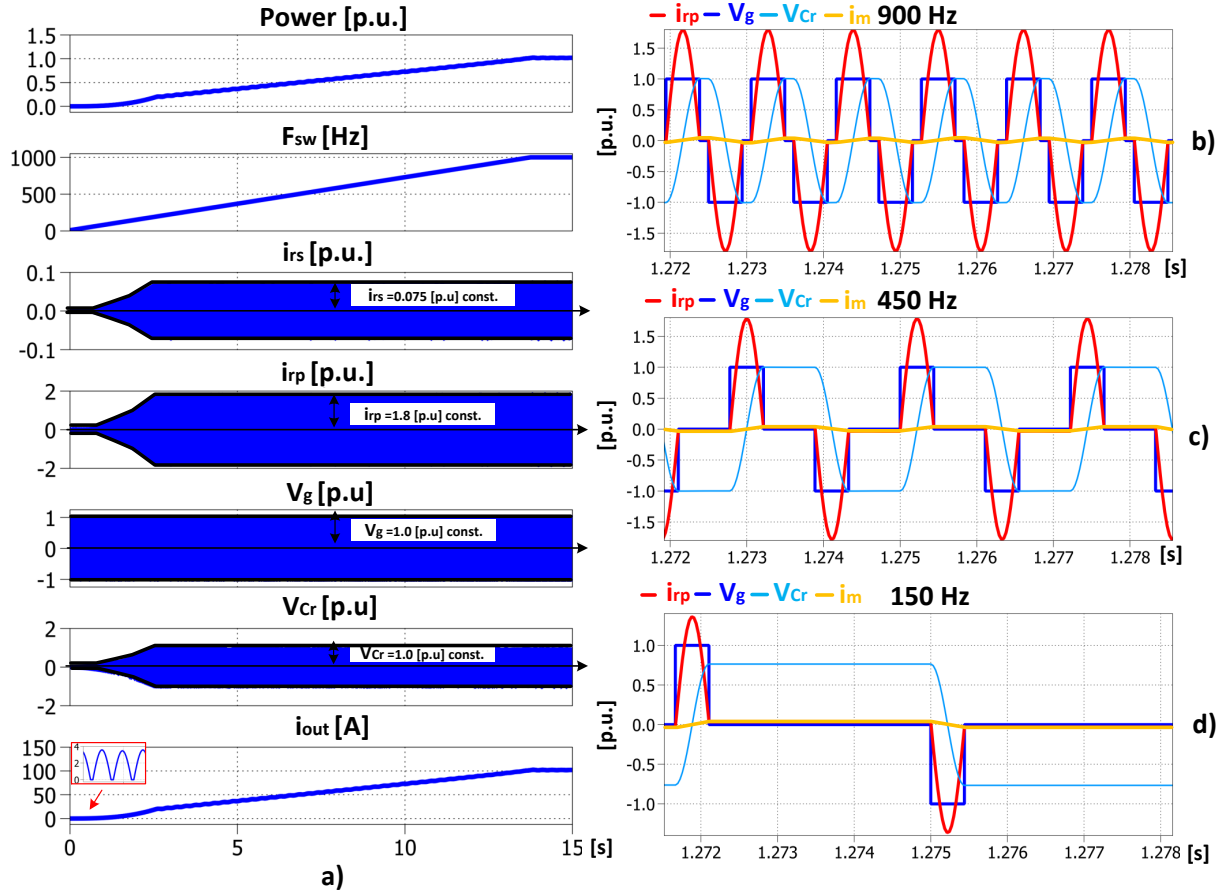 Power [p.u.]
1.5
1.0
0.5
0.0
Fsw [Hz]
1000
500
0
irs [p.u.]
0.1
0.0
-0.1
irs =0.075 [p.u] const.
irp [p.u.]
2
0
-2
irp =1.8 [p.u] const.
Vg [p.u]
1
0
-1
Vg =1.0 [p.u] const.
VCr [p.u]
2
0
-2
VCr =1.0 [p.u] const.
iout [A]
150
100
50
0
4
2
0
0 5 10 15 [s]
a)
irp Vg VCr im 900 Hz
1.5
1.0
0.5
0.0
-0.5
-1.0
-1.5
[p.u.]
b)
1.272 1.273 1.274 1.275 1.276 1.277 1.278 [s]
irp Vg VCr im 450 Hz
1.5
1.0
0.5
0.0
-0.5
-1.0
-1.5
[p.u.]
c)
1.272 1.273 1.274 1.275 1.276 1.277 1.278 [s]
irp Vg VCr im 150 Hz
1.0
0.5
0.0
-0.5
-1.0
[p.u.]
d)
1.272 1.273 1.274 1.275 1.276 1.277 1.278 [s]